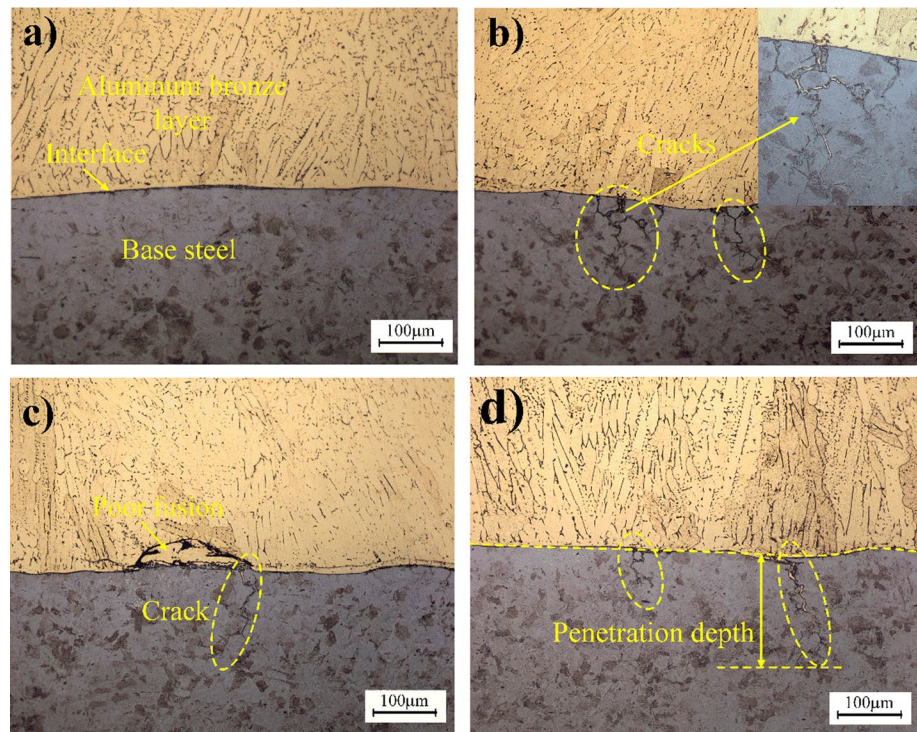 a)
Aluminum bronze
layer
Interface
Base steel
100μm
b)
Cracks
100μm
c)
Poor fusion
Crack
100μm
d)
Penetration depth
100μm